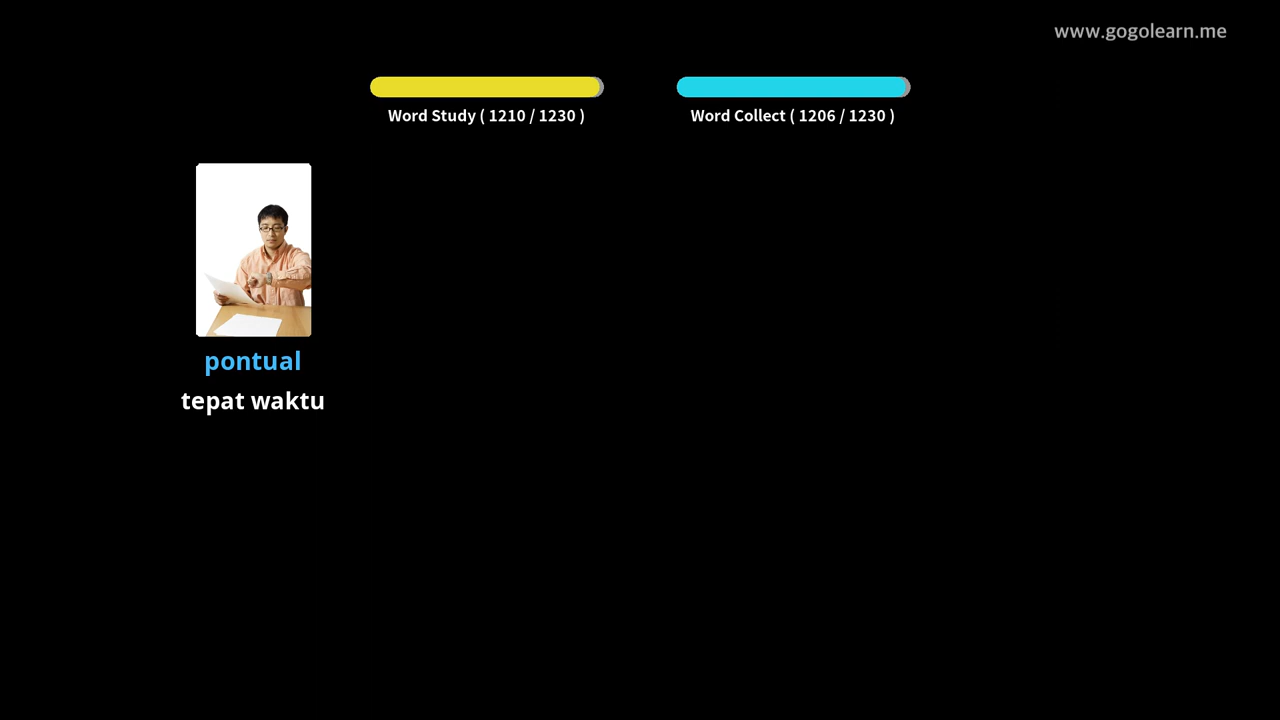 www.gogolearn.me
Word Study ( 1210 / 1230 )
Word Collect ( 1206 / 1230 )
pontual
tepat waktu